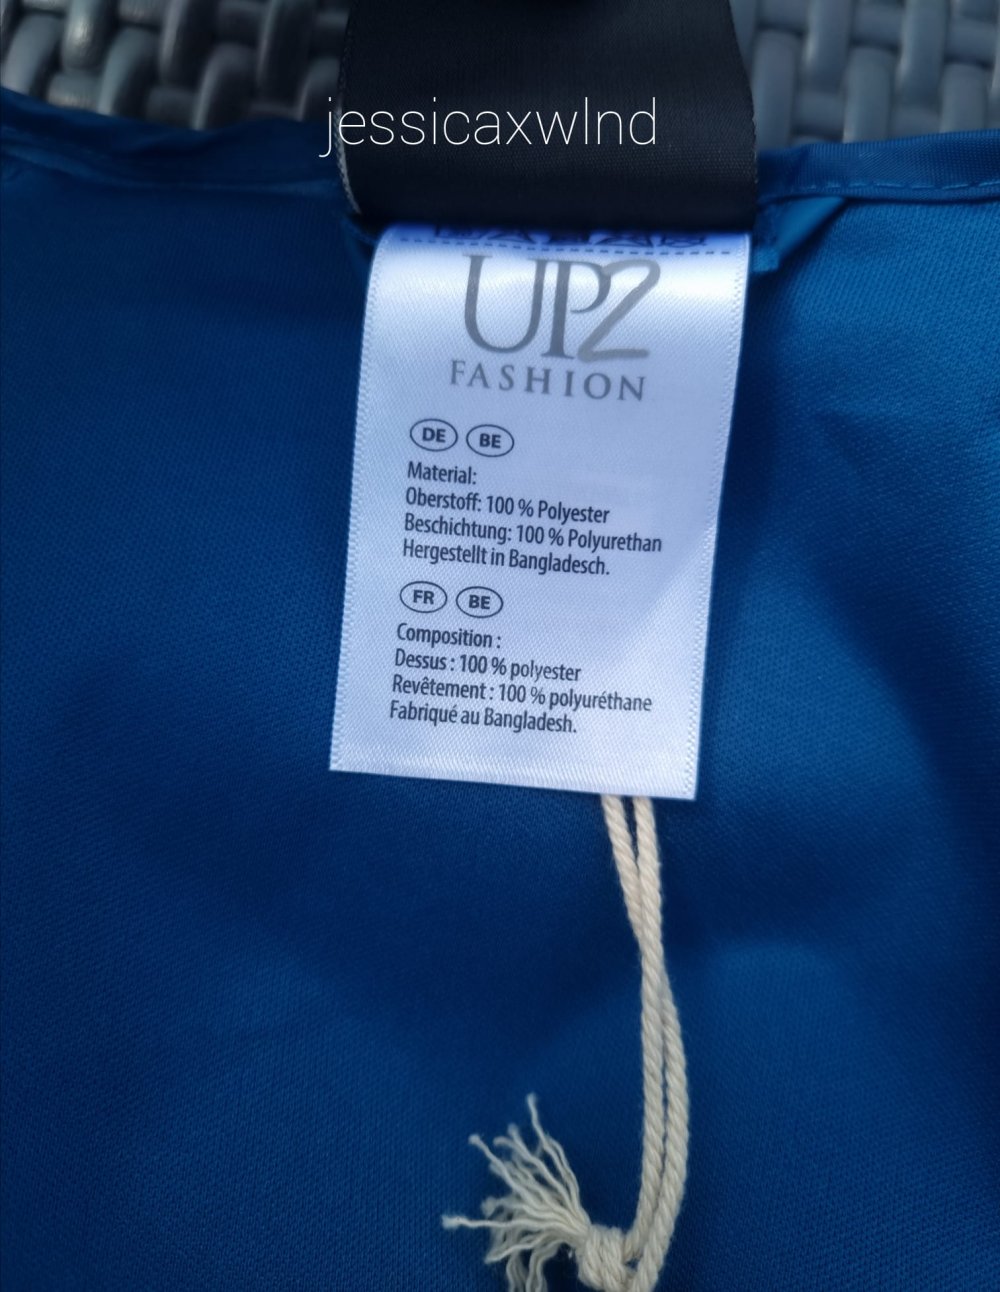 jessicaxwlnd
UP2
FASHION
DE BE
Material:
Oberstoff: 100 % Polyester
Beschichtung: 100 % Polyurethan
Hergestellt in Bangladesch.
FR BE
Composition :
Dessus : 100 % polyester
Revêtement : 100 % polyuréthane
Fabriqué au Bangladesh.